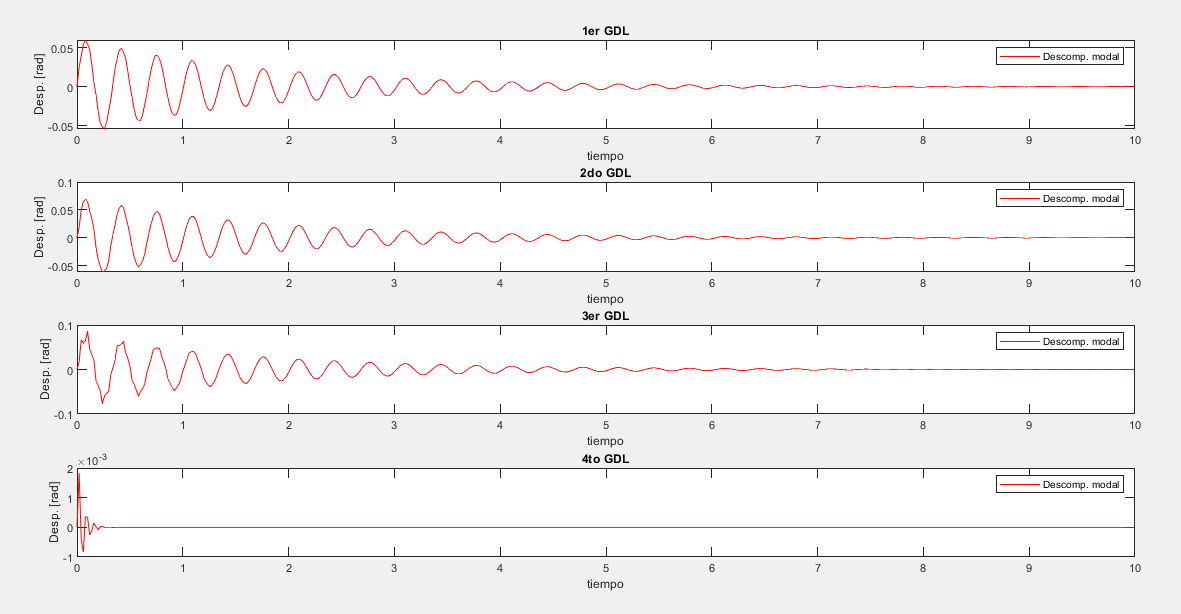 1er GDL
Desp. [rad]
0.05
0
-0.05
Descomp. modal
0 1 2 3 4 5 6 7 8 9 10
tiempo
2do GDL
Desp. [rad]
0.1
0.05
0
-0.05
Descomp. modal
0 1 2 3 4 5 6 7 8 9 10
tiempo
3er GDL
Desp. [rad]
0.1
0
-0.1
Descomp. modal
0 1 2 3 4 5 6 7 8 9 10
tiempo
4to GDL
×10⁻³
Desp. [rad]
2
1
0
-1
Descomp. modal
0 1 2 3 4 5 6 7 8 9 10
tiempo